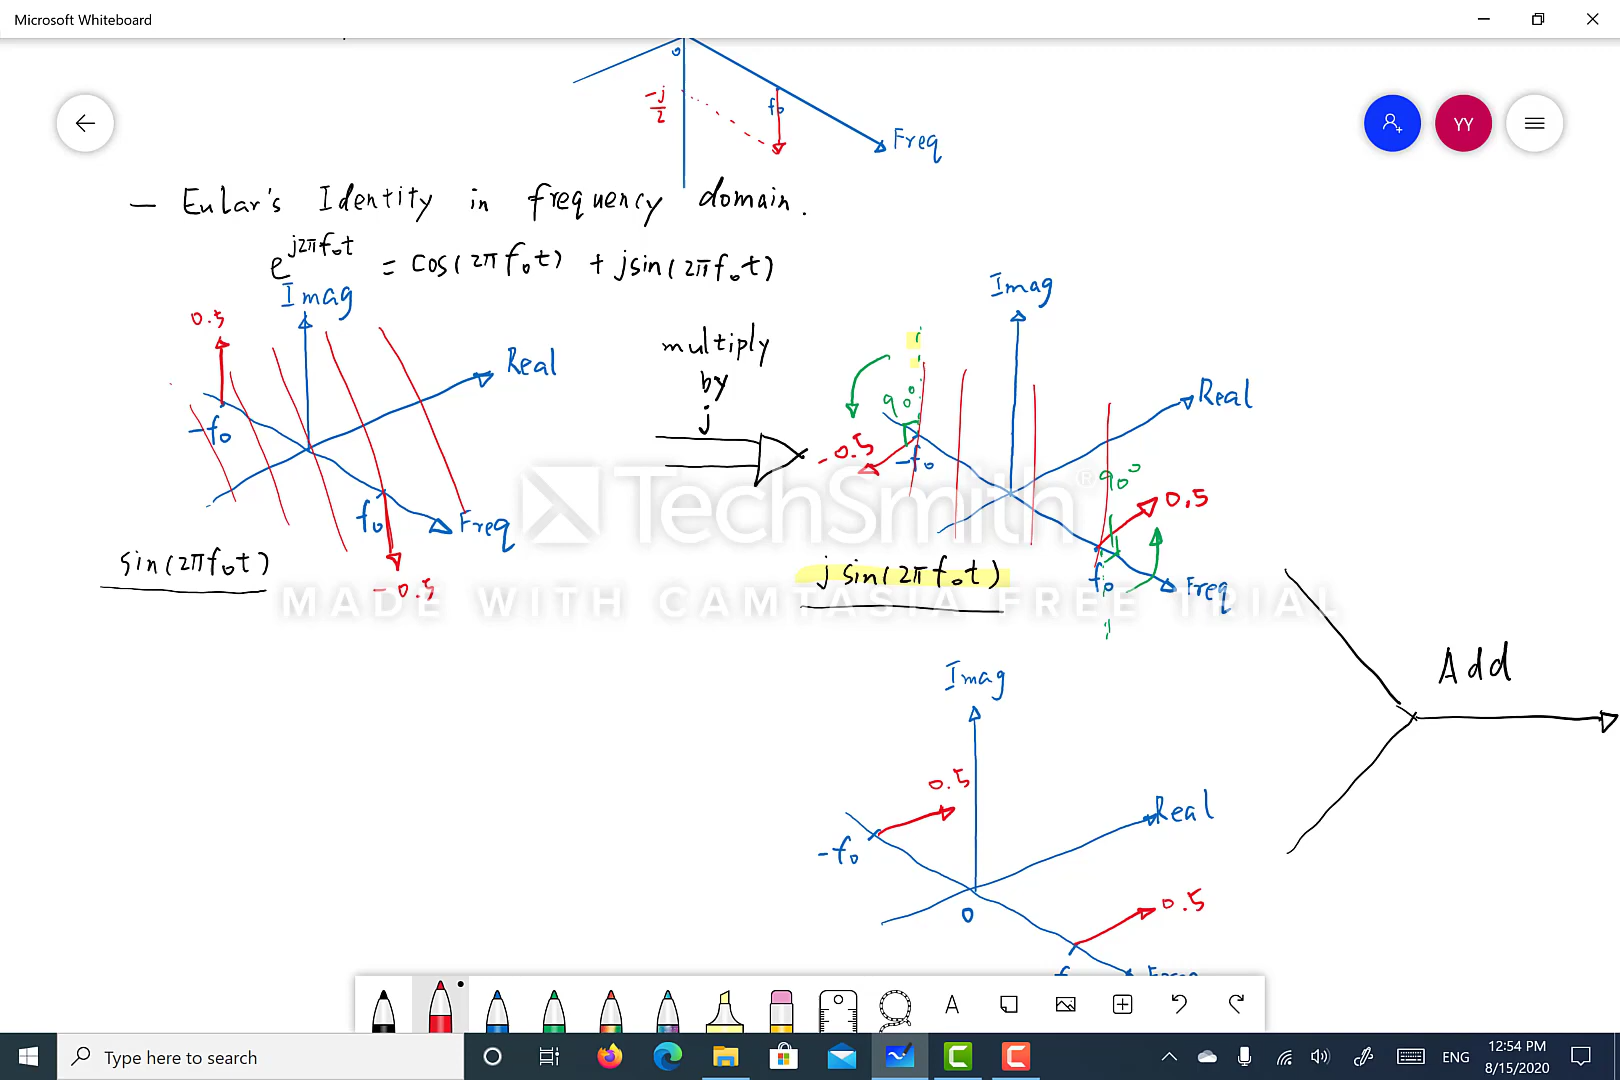 Microsoft Whiteboard
0
-j/2
f₀
Freq
YY
— Eular's Identity in frequency domain.
e^j2πf₀t = cos(2πf₀t) + jsin(2πf₀t)
Imag
0.5
Real
-f₀
f₀
Freq
-0.5
sin(2πf₀t)
multiply
by
j
Imag
Real
90°
-0.5
-f₀
90°
0.5
f₀
Freq
j sin(2πf₀t)
TechSmith®
MADE WITH CAMTASIA FREE TRIAL
Add
Imag
0.5
Real
-f₀
0
0.5
A
Type here to search
ENG
12:54 PM
8/15/2020